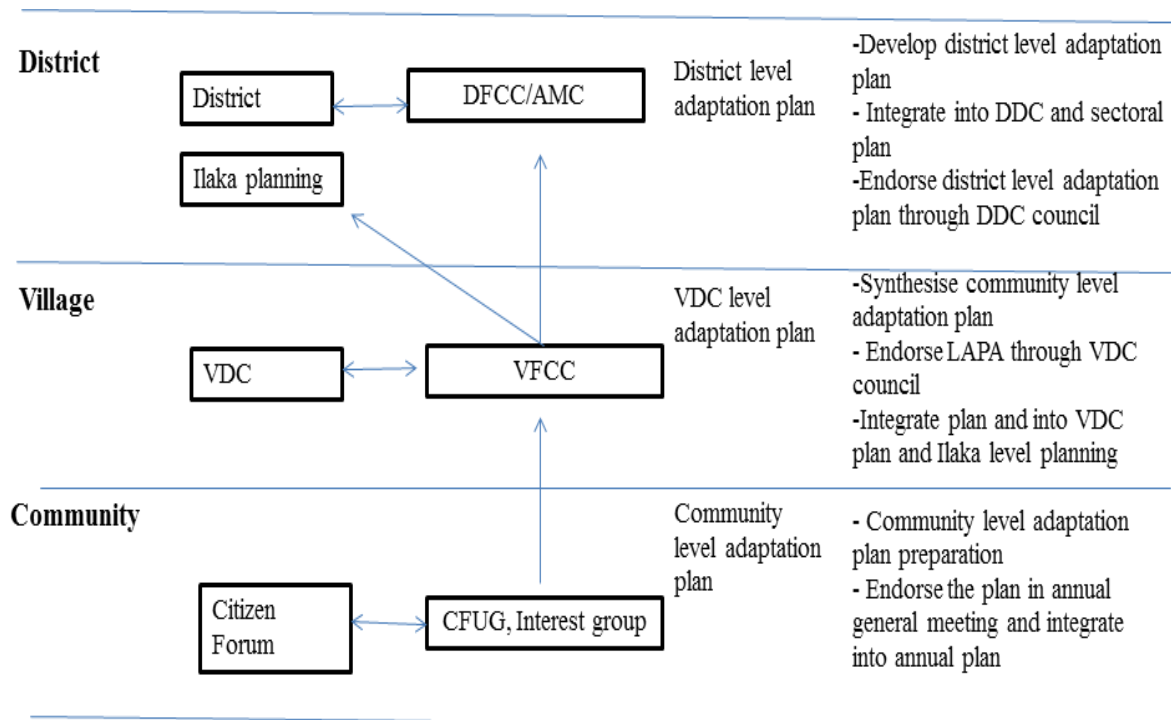 District
District
DFCC/AMC
Ilaka planning
District level
adaptation plan
-Develop district level adaptation
plan
- Integrate into DDC and sectoral
plan
-Endorse district level adaptation
plan through DDC council
Village
VDC
VFCC
VDC level
adaptation plan
-Synthesise community level
adaptation plan
- Endorse LAPA through VDC
council
-Integrate plan and into VDC
plan and Ilaka level planning
Community
Citizen
Forum
CFUG, Interest group
Community
level adaptation
plan
- Community level adaptation
plan preparation
- Endorse the plan in annual
general meeting and integrate
into annual plan